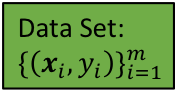 Data Set:
{(𝒙ᵢ, yᵢ)}ᵢ₌₁ᵐ